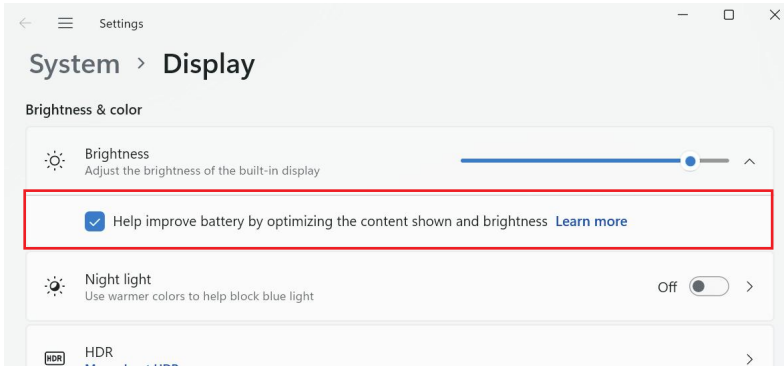 Settings
System > Display
Brightness & color
Brightness
Adjust the brightness of the built-in display
Help improve battery by optimizing the content shown and brightness Learn more
Night light
Use warmer colors to help block blue light
Off
HDR
HDR